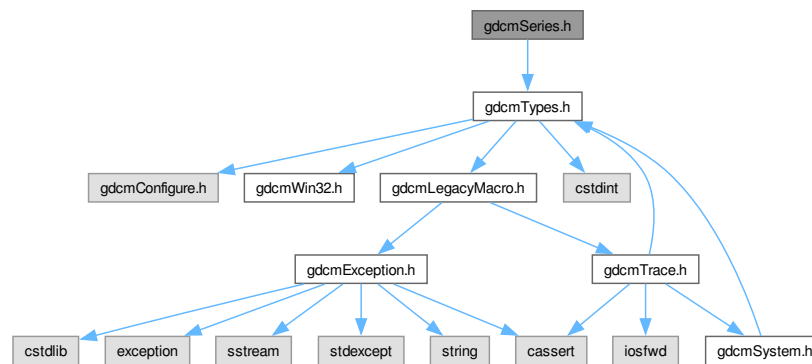 gdcmSeries.h
gdcmTypes.h
gdcmConfigure.h
gdcmWin32.h
gdcmLegacyMacro.h
cstdint
gdcmException.h
gdcmTrace.h
cstdlib
exception
sstream
stdexcept
string
cassert
iosfwd
gdcmSystem.h